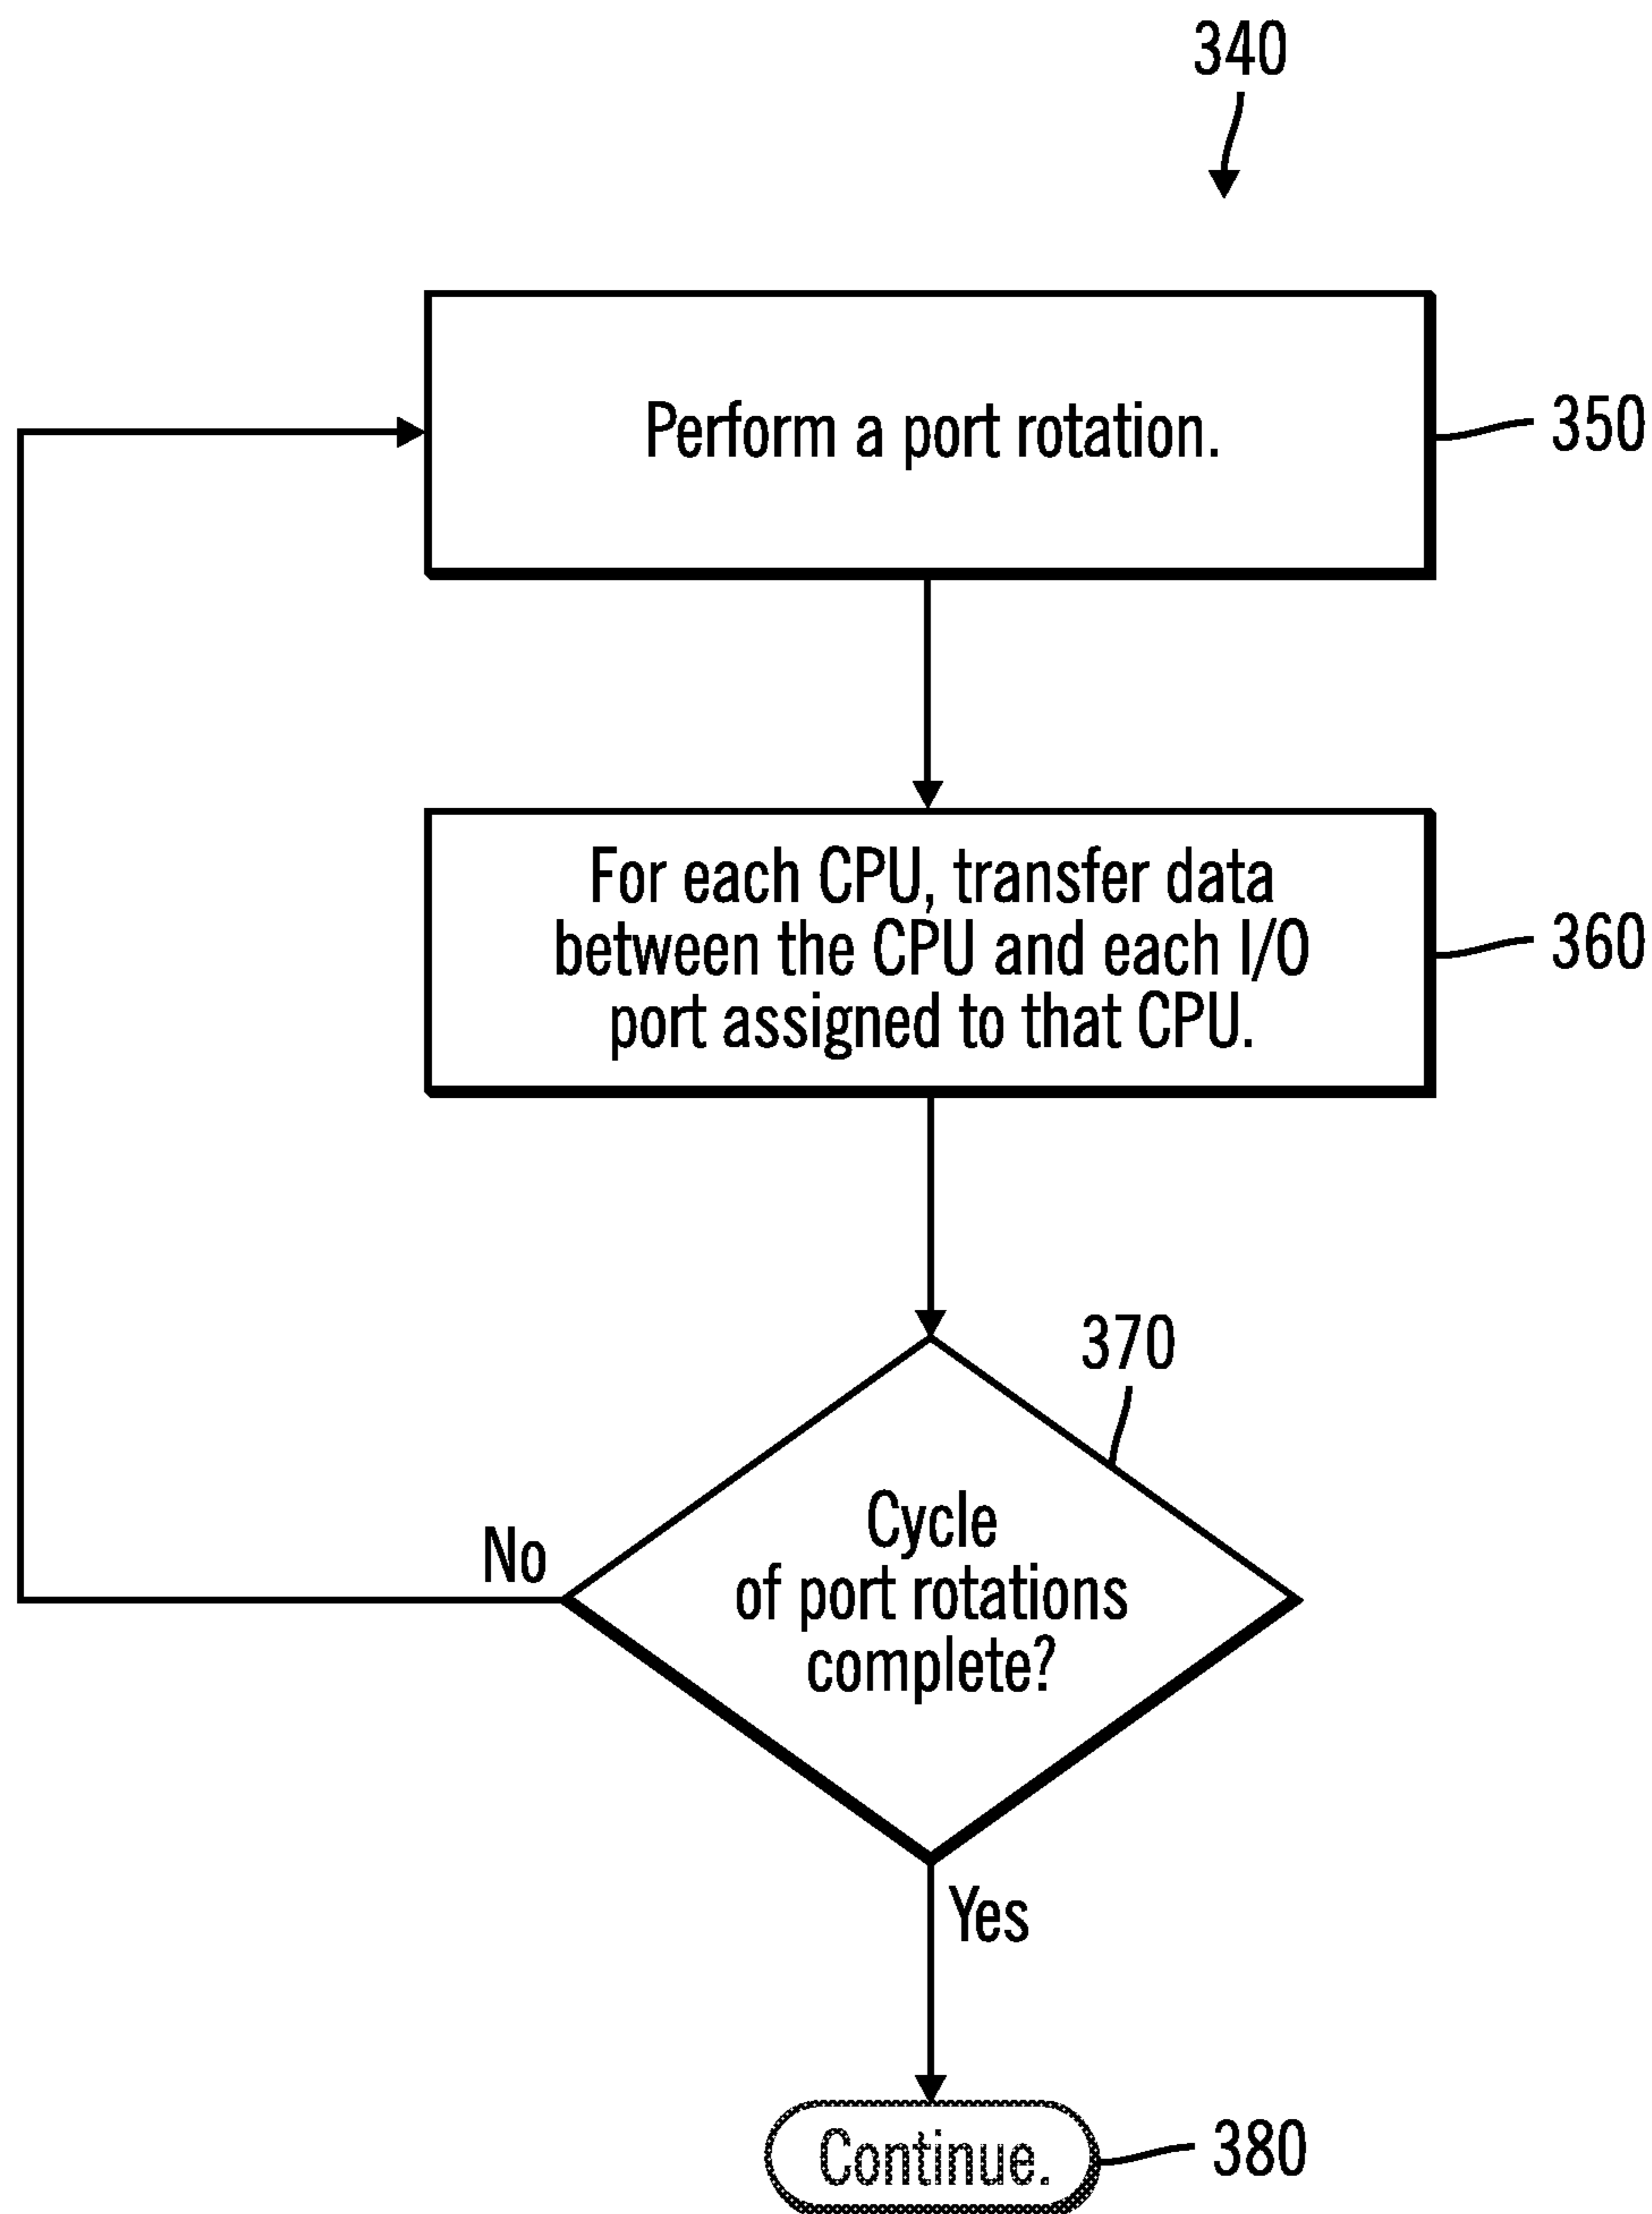 340
Perform a port rotation.
350
For each CPU, transfer data
between the CPU and each I/O
port assigned to that CPU.
360
370
Cycle
of port rotations
complete?
No
Yes
Continue.
380